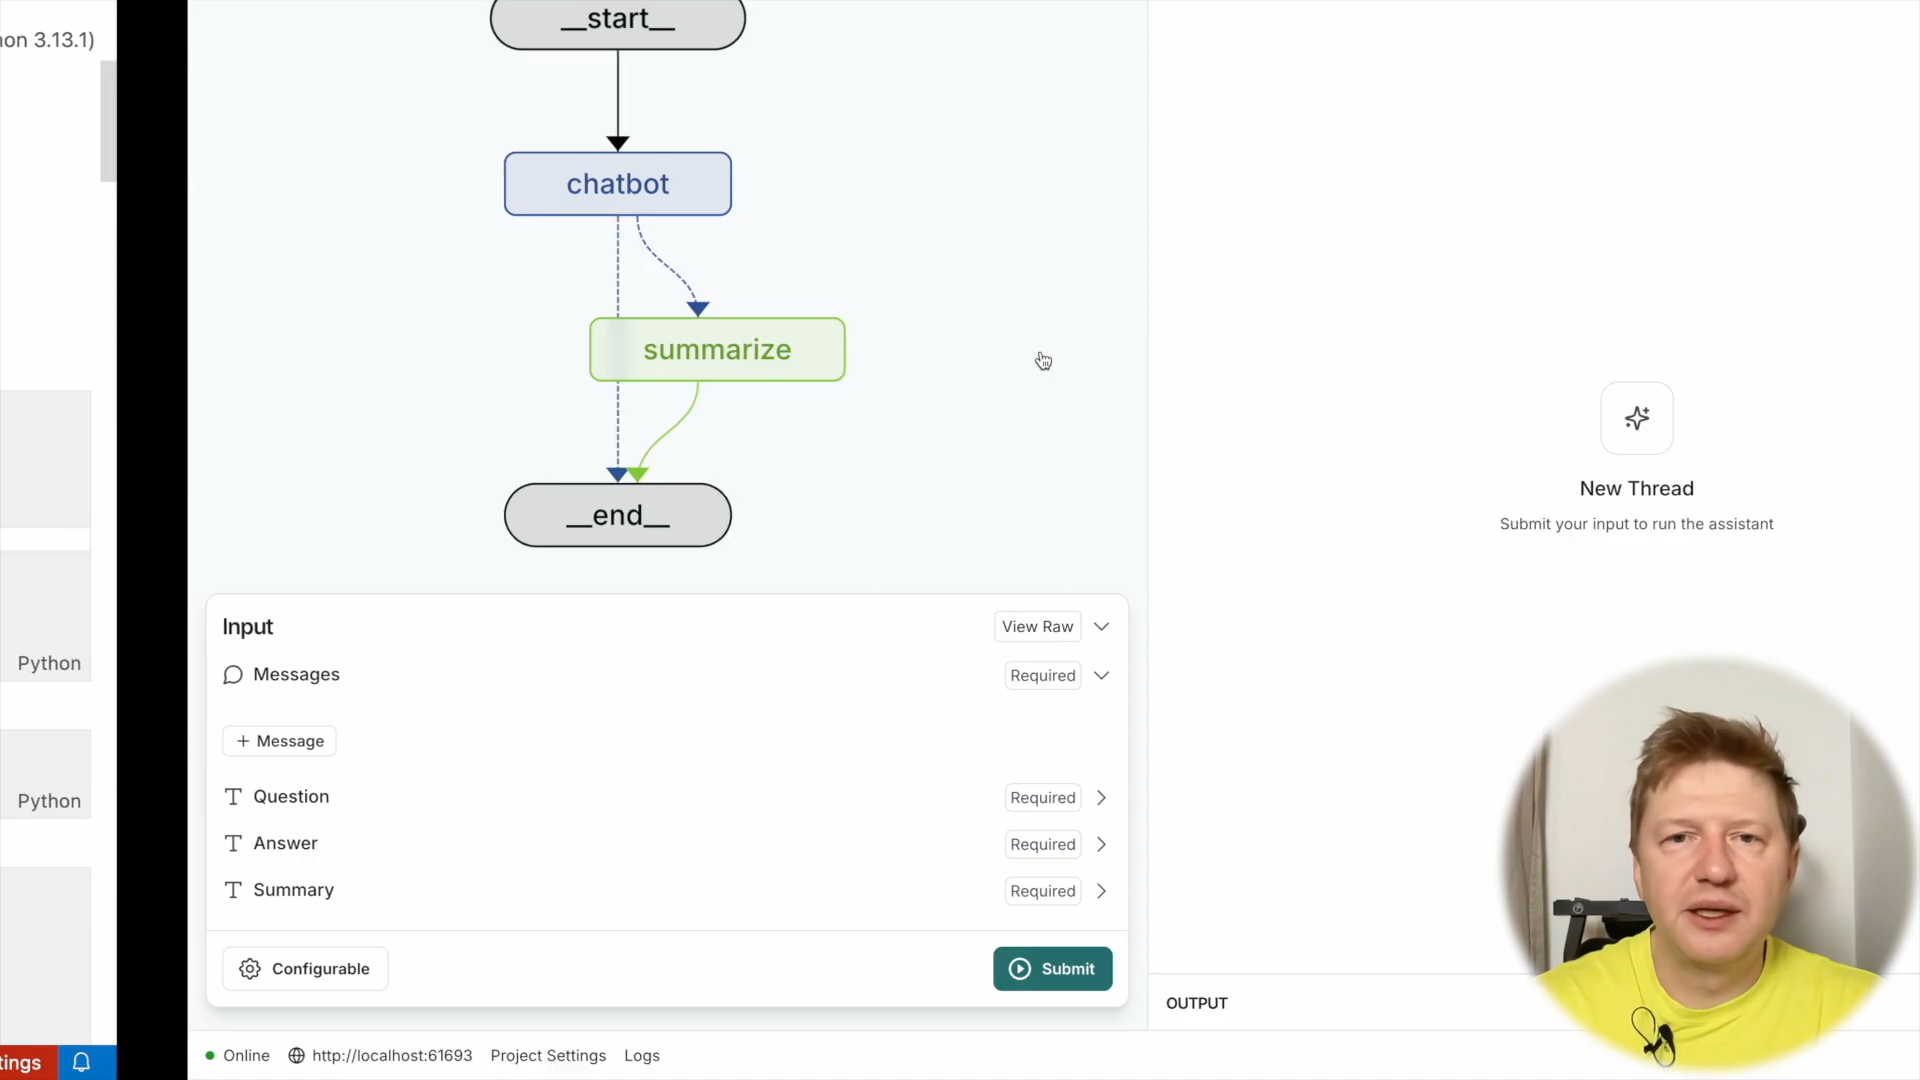 on 3.13.1)
Python
Python
tings
__start__
chatbot
summarize
__end__
Input
View Raw
Messages
Required
+ Message
Question
Required
Answer
Required
Summary
Required
Configurable
Submit
Online
http://localhost:61693
Project Settings
Logs
New Thread
Submit your input to run the assistant
OUTPUT